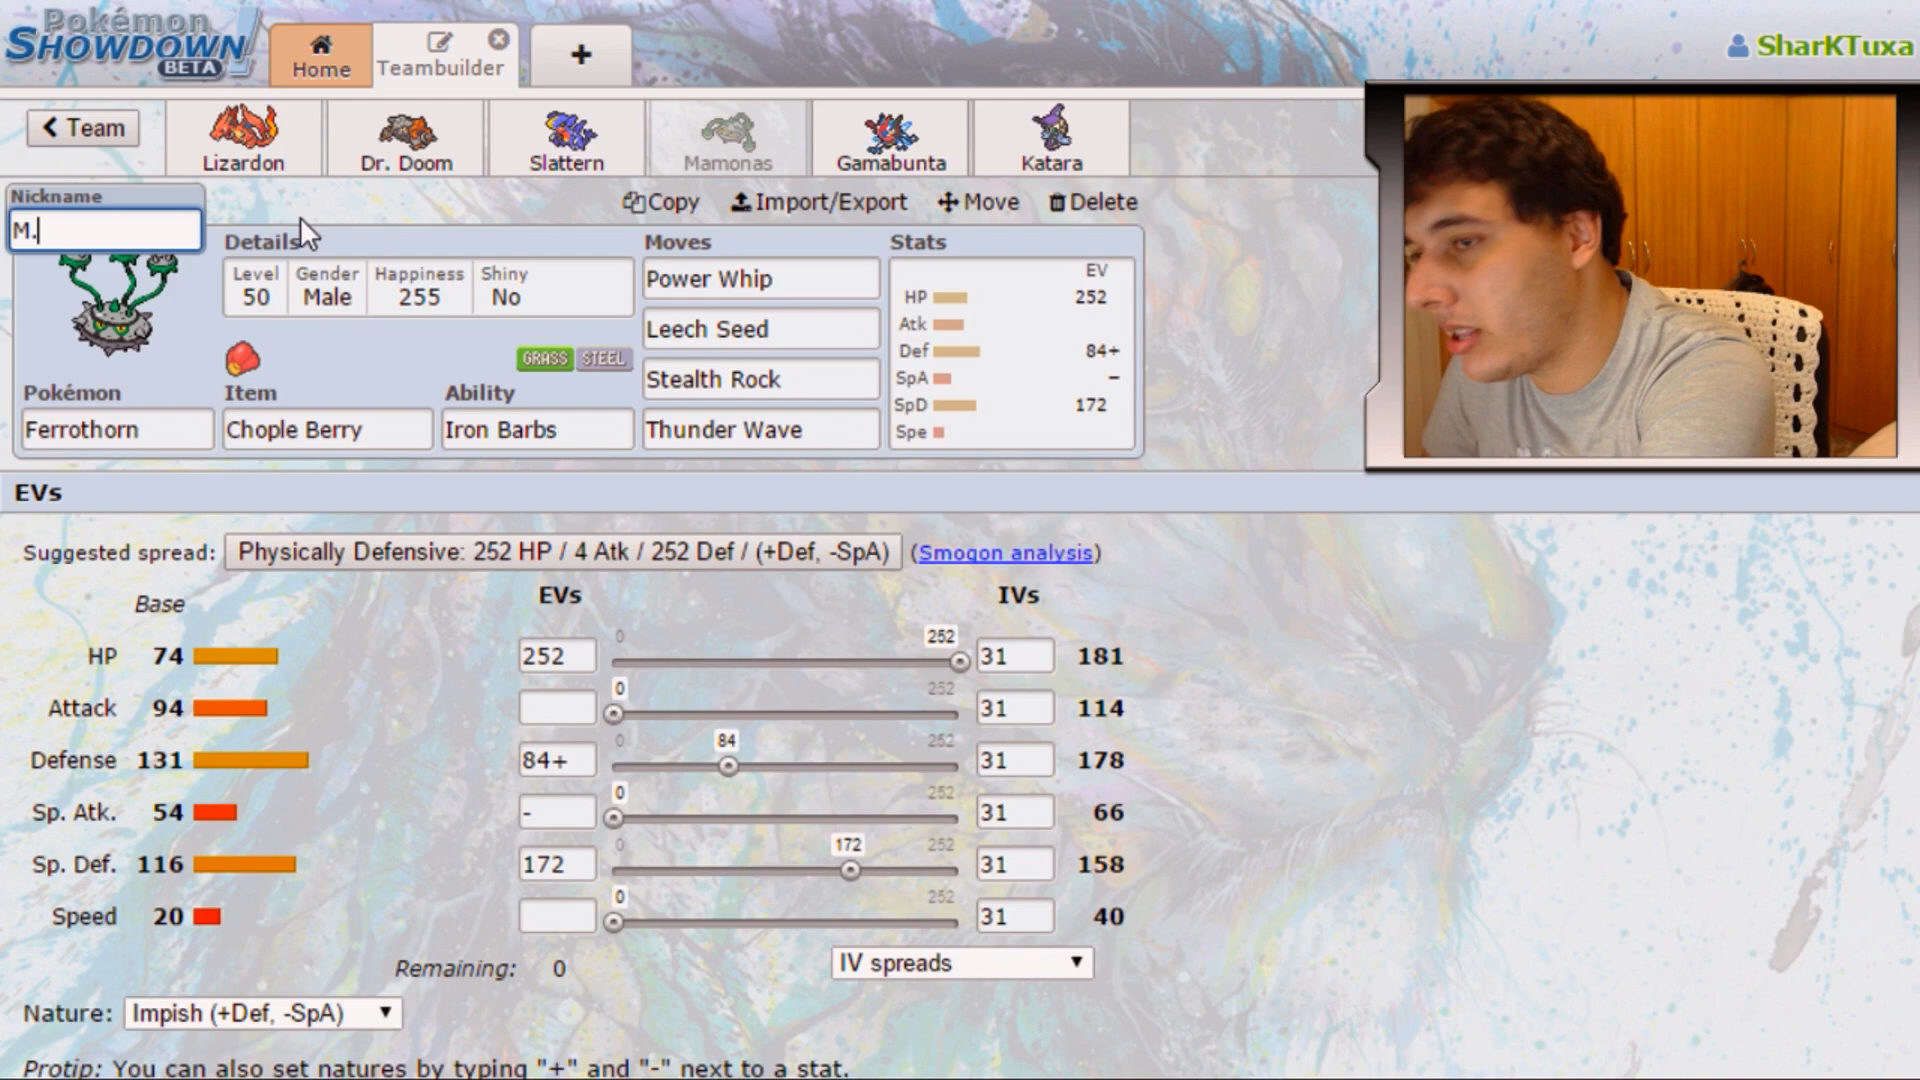 Pokémon
SHOWDOWN!
BETA
Home
Teambuilder
+
SharKTuxa
Team
Lizardon
Dr. Doom
Slattern
Mamonas
Gamabunta
Katara
Nickname
M.
Copy
Import/Export
Move
Delete
Details
Moves
Stats
Level
Gender
Happiness
Shiny
50
Male
255
No
Power Whip
Leech Seed
Stealth Rock
Thunder Wave
EV
HP 252
Atk
Def 84+
SpA -
SpD 172
Spe
GRASS STEEL
Pokémon
Item
Ability
Ferrothorn
Chople Berry
Iron Barbs
EVs
Suggested spread: Physically Defensive: 252 HP / 4 Atk / 252 Def / (+Def, -SpA) (Smogon analysis)
Base
EVs
IVs
HP 74 252 0 252 31 181
Attack 94 0 252 31 114
Defense 131 84+ 0 84 252 31 178
Sp. Atk. 54 - 0 252 31 66
Sp. Def. 116 172 0 172 252 31 158
Speed 20 0 252 31 40
Remaining: 0
IV spreads
Nature: Impish (+Def, -SpA)
Protip: You can also set natures by typing "+" and "-" next to a stat.